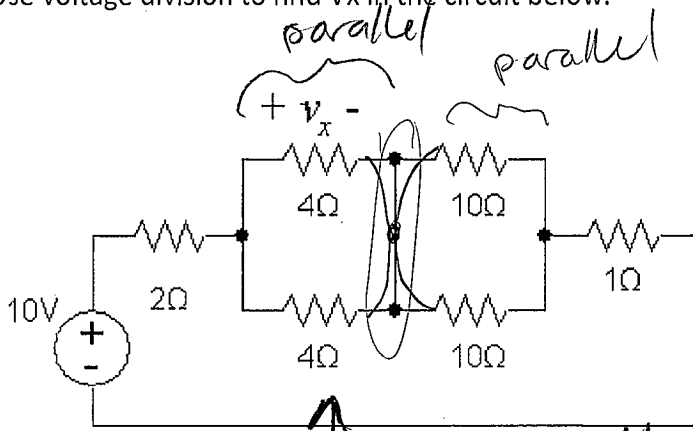 Use voltage division to find Vx in the circuit below.
parallel
parallel
+ vx -
4Ω 10Ω
2Ω 1Ω
10V
+
-
4Ω 10Ω